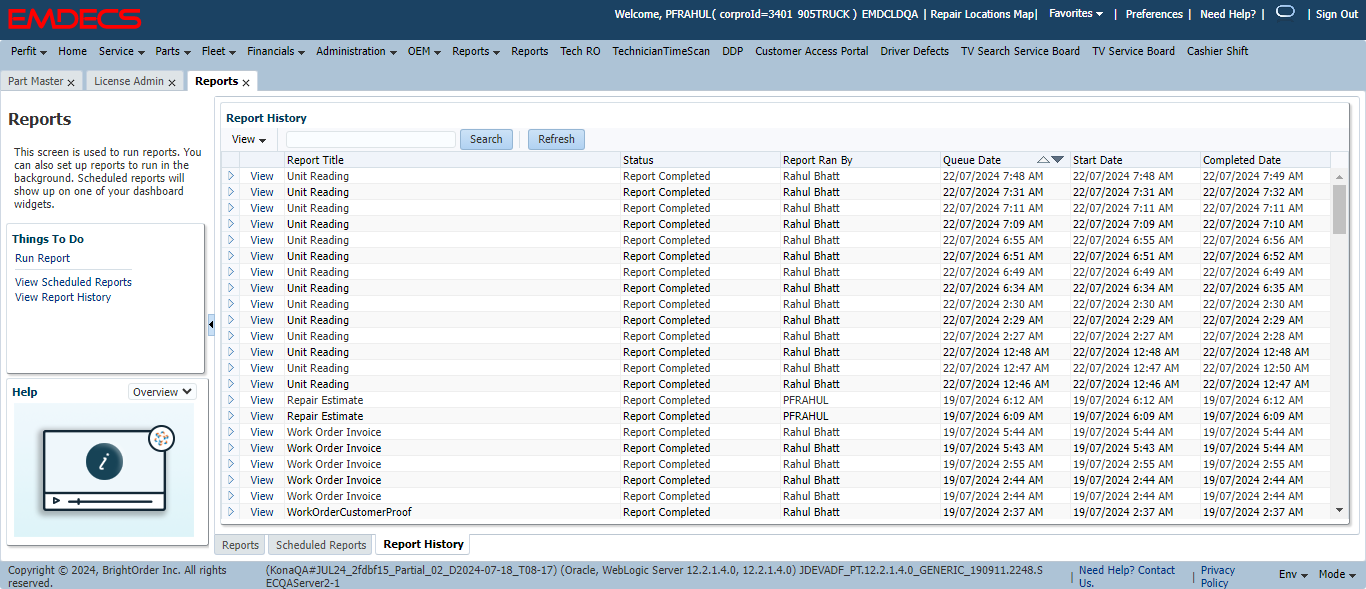 EMDECS
Welcome, PFRAHUL( corproId=3401 905TRUCK ) EMDCLDQA | Repair Locations Map| Favorites | Preferences | Need Help? | | Sign Out
Perfit Home Service Parts Fleet Financials Administration OEM Reports Reports Tech RO TechnicianTimeScan DDP Customer Access Portal Driver Defects TV Search Service Board TV Service Board Cashier Shift
Part Master License Admin Reports
Reports
This screen is used to run reports. You
can also set up reports to run in the
background. Scheduled reports will
show up on one of your dashboard
widgets.
Things To Do
Run Report
View Scheduled Reports
View Report History
Help Overview
i
Report History
View Search Refresh
Report Title Status Report Ran By Queue Date Start Date Completed Date
View Unit Reading Report Completed Rahul Bhatt 22/07/2024 7:48 AM 22/07/2024 7:48 AM 22/07/2024 7:49 AM
View Unit Reading Report Completed Rahul Bhatt 22/07/2024 7:31 AM 22/07/2024 7:31 AM 22/07/2024 7:32 AM
View Unit Reading Report Completed Rahul Bhatt 22/07/2024 7:11 AM 22/07/2024 7:11 AM 22/07/2024 7:11 AM
View Unit Reading Report Completed Rahul Bhatt 22/07/2024 7:09 AM 22/07/2024 7:09 AM 22/07/2024 7:10 AM
View Unit Reading Report Completed Rahul Bhatt 22/07/2024 6:55 AM 22/07/2024 6:55 AM 22/07/2024 6:56 AM
View Unit Reading Report Completed Rahul Bhatt 22/07/2024 6:51 AM 22/07/2024 6:51 AM 22/07/2024 6:52 AM
View Unit Reading Report Completed Rahul Bhatt 22/07/2024 6:49 AM 22/07/2024 6:49 AM 22/07/2024 6:49 AM
View Unit Reading Report Completed Rahul Bhatt 22/07/2024 6:34 AM 22/07/2024 6:34 AM 22/07/2024 6:35 AM
View Unit Reading Report Completed Rahul Bhatt 22/07/2024 2:30 AM 22/07/2024 2:30 AM 22/07/2024 2:30 AM
View Unit Reading Report Completed Rahul Bhatt 22/07/2024 2:29 AM 22/07/2024 2:29 AM 22/07/2024 2:29 AM
View Unit Reading Report Completed Rahul Bhatt 22/07/2024 2:27 AM 22/07/2024 2:27 AM 22/07/2024 2:28 AM
View Unit Reading Report Completed Rahul Bhatt 22/07/2024 12:48 AM 22/07/2024 12:48 AM 22/07/2024 12:48 AM
View Unit Reading Report Completed Rahul Bhatt 22/07/2024 12:47 AM 22/07/2024 12:47 AM 22/07/2024 12:50 AM
View Unit Reading Report Completed Rahul Bhatt 22/07/2024 12:46 AM 22/07/2024 12:46 AM 22/07/2024 12:47 AM
View Repair Estimate Report Completed PFRAHUL 19/07/2024 6:12 AM 19/07/2024 6:12 AM 19/07/2024 6:12 AM
View Repair Estimate Report Completed PFRAHUL 19/07/2024 6:09 AM 19/07/2024 6:09 AM 19/07/2024 6:09 AM
View Work Order Invoice Report Completed Rahul Bhatt 19/07/2024 5:44 AM 19/07/2024 5:44 AM 19/07/2024 5:44 AM
View Work Order Invoice Report Completed Rahul Bhatt 19/07/2024 5:43 AM 19/07/2024 5:43 AM 19/07/2024 5:44 AM
View Work Order Invoice Report Completed Rahul Bhatt 19/07/2024 2:55 AM 19/07/2024 2:55 AM 19/07/2024 2:55 AM
View Work Order Invoice Report Completed Rahul Bhatt 19/07/2024 2:44 AM 19/07/2024 2:44 AM 19/07/2024 2:44 AM
View Work Order Invoice Report Completed Rahul Bhatt 19/07/2024 2:44 AM 19/07/2024 2:44 AM 19/07/2024 2:44 AM
View WorkOrderCustomerProof Report Completed Rahul Bhatt 19/07/2024 2:37 AM 19/07/2024 2:37 AM 19/07/2024 2:37 AM
Reports Scheduled Reports Report History
Copyright © 2024, BrightOrder Inc. All rights
reserved.
(KonaQA#JUL24_2fdbf15_Partial_02_D2024-07-18_T08-17) (Oracle, WebLogic Server 12.2.1.4.0, 12.2.1.4.0) JDEVADF_PT.12.2.1.4.0_GENERIC_190911.2248.S
ECQAServer2-1
| Need Help? Contact
Us.
| Privacy
Policy
Env Mode